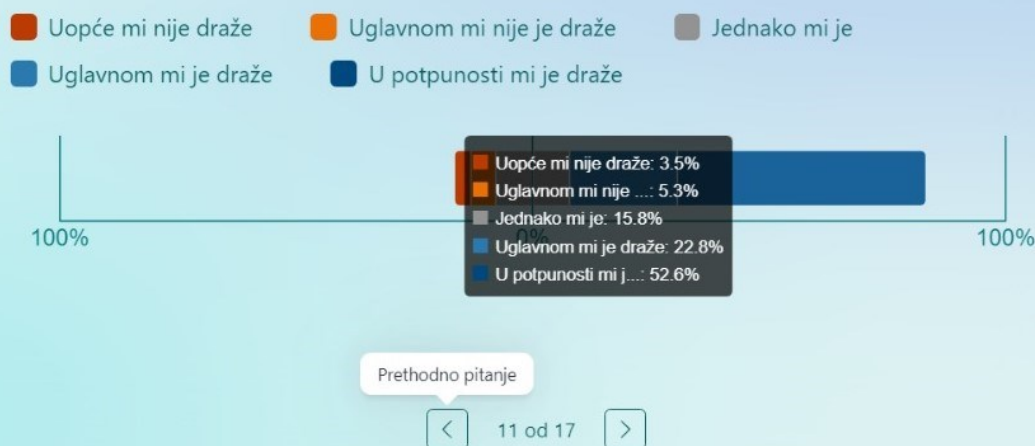 Uopće mi nije draže Uglavnom mi nije je draže Jednako mi je
Uglavnom mi je draže U potpunosti mi je draže
Uopće mi nije draže: 3.5%
Uglavnom mi nije ...: 5.3%
Jednako mi je: 15.8%
100% 0% 100%
Uglavnom mi je draže: 22.8%
U potpunosti mi j...: 52.6%
Prethodno pitanje
11 od 17